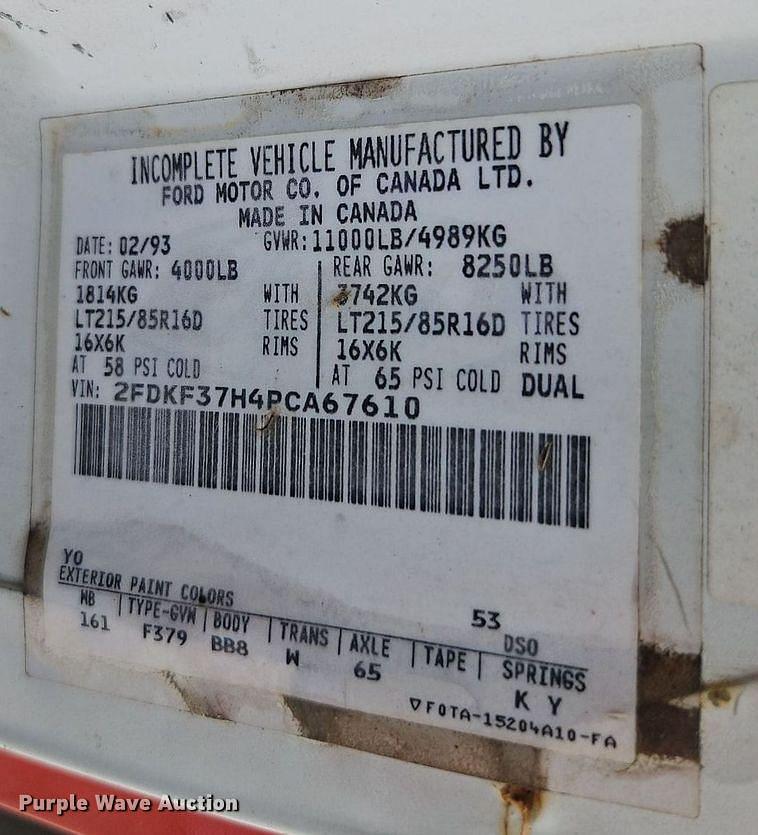 INCOMPLETE VEHICLE MANUFACTURED BY
FORD MOTOR CO. OF CANADA LTD.
MADE IN CANADA
DATE: 02/93 GVWR: 11000LB/4989KG
FRONT GAWR: 4000LB REAR GAWR: 8250LB
1814KG WITH 3742KG WITH
LT215/85R16D TIRES LT215/85R16D TIRES
16X6K RIMS 16X6K RIMS
AT 58 PSI COLD AT 65 PSI COLD DUAL
VIN: 2FDKF37H4PCA67610
YO
EXTERIOR PAINT COLORS 53 DSO
WB TYPE-GVW BODY TRANS AXLE TAPE SPRINGS
161 F379 BB8 W 65 K Y
▽F0TA-15204A10-FA
Purple Wave Auction